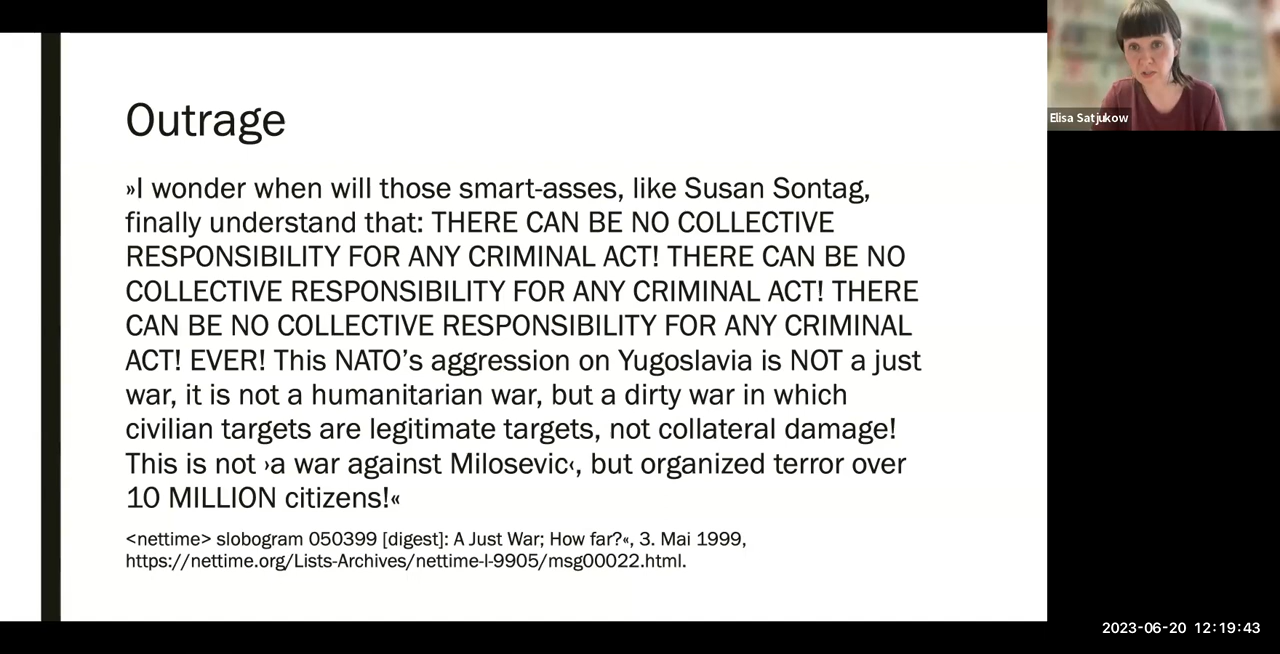 Outrage
»I wonder when will those smart-asses, like Susan Sontag,
finally understand that: THERE CAN BE NO COLLECTIVE
RESPONSIBILITY FOR ANY CRIMINAL ACT! THERE CAN BE NO
COLLECTIVE RESPONSIBILITY FOR ANY CRIMINAL ACT! THERE
CAN BE NO COLLECTIVE RESPONSIBILITY FOR ANY CRIMINAL
ACT! EVER! This NATO’s aggression on Yugoslavia is NOT a just
war, it is not a humanitarian war, but a dirty war in which
civilian targets are legitimate targets, not collateral damage!
This is not ›a war against Milosevic‹, but organized terror over
10 MILLION citizens!«
<nettime> slobogram 050399 [digest]: A Just War; How far?«, 3. Mai 1999,
https://nettime.org/Lists-Archives/nettime-l-9905/msg00022.html.
Elisa Satjukow
2023-06-20 12:19:43